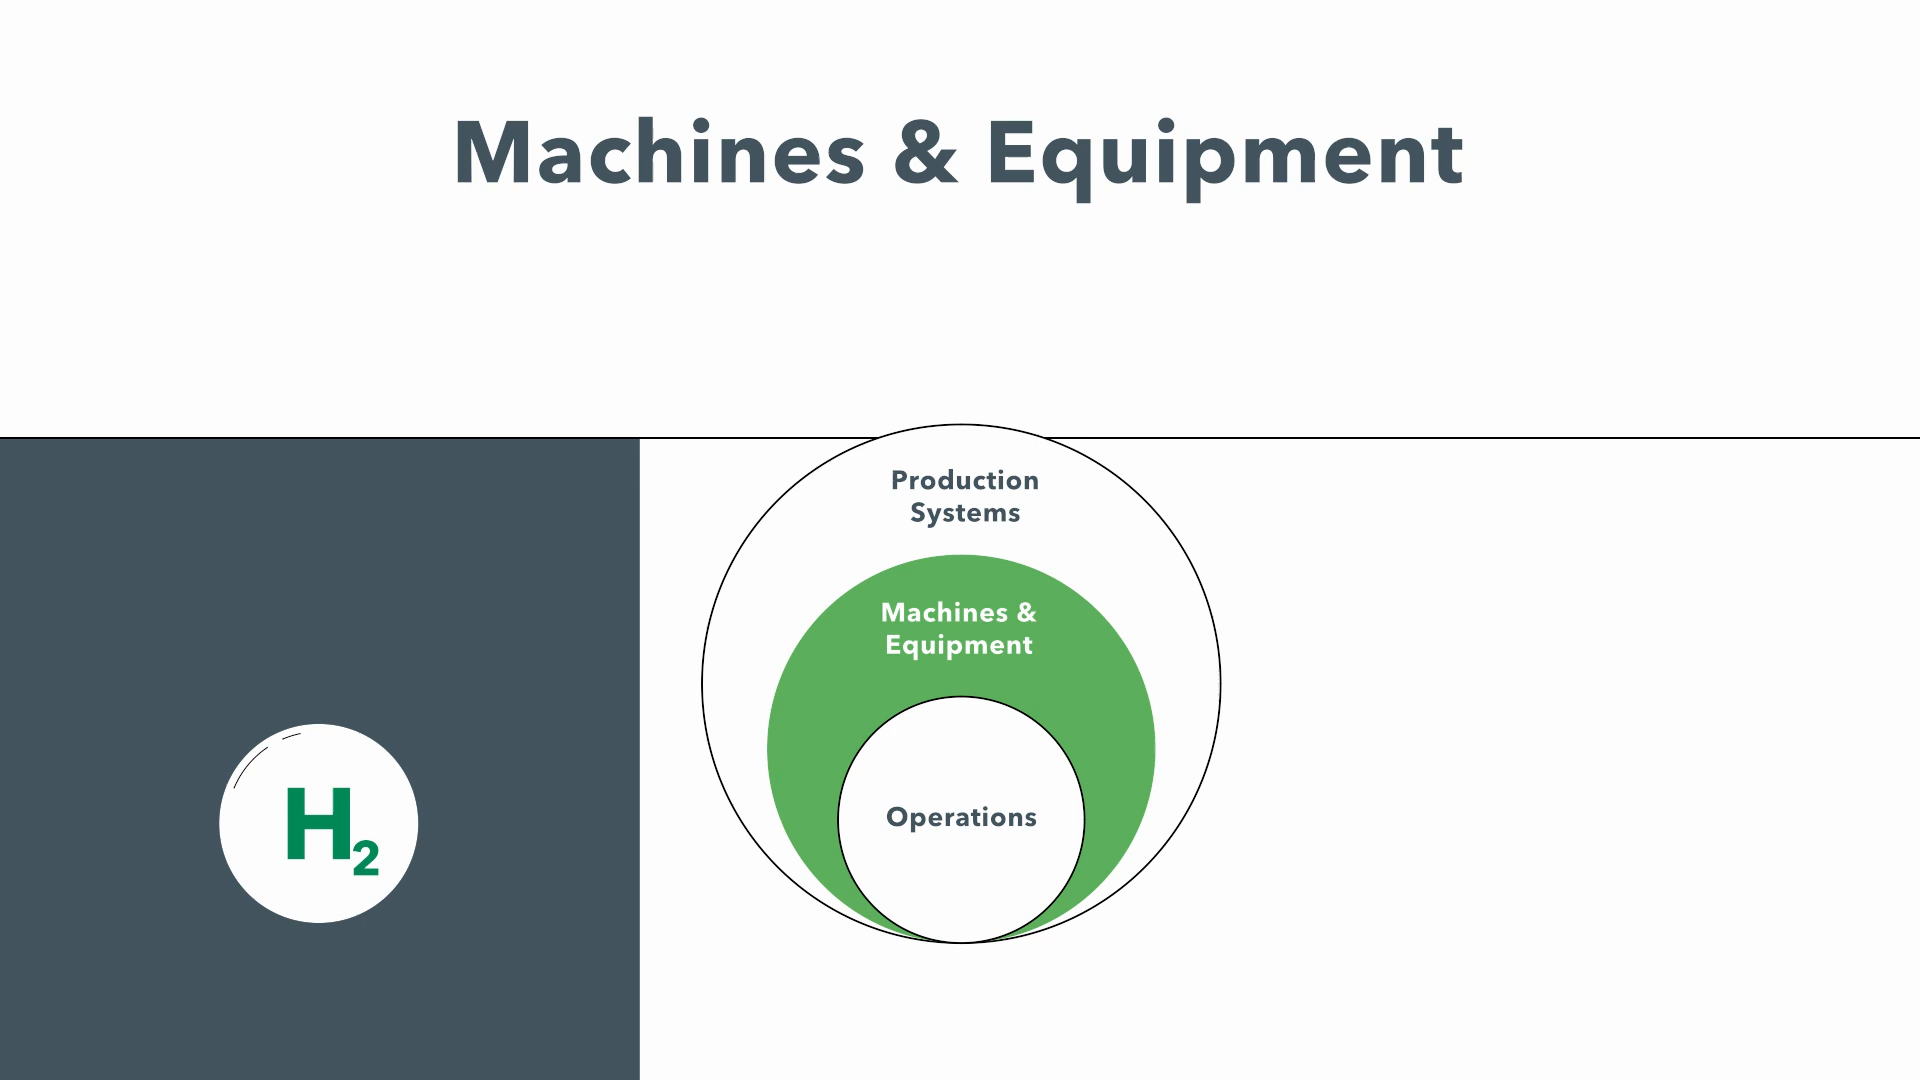 Machines & Equipment
Production
Systems
Machines &
Equipment
Operations
H₂